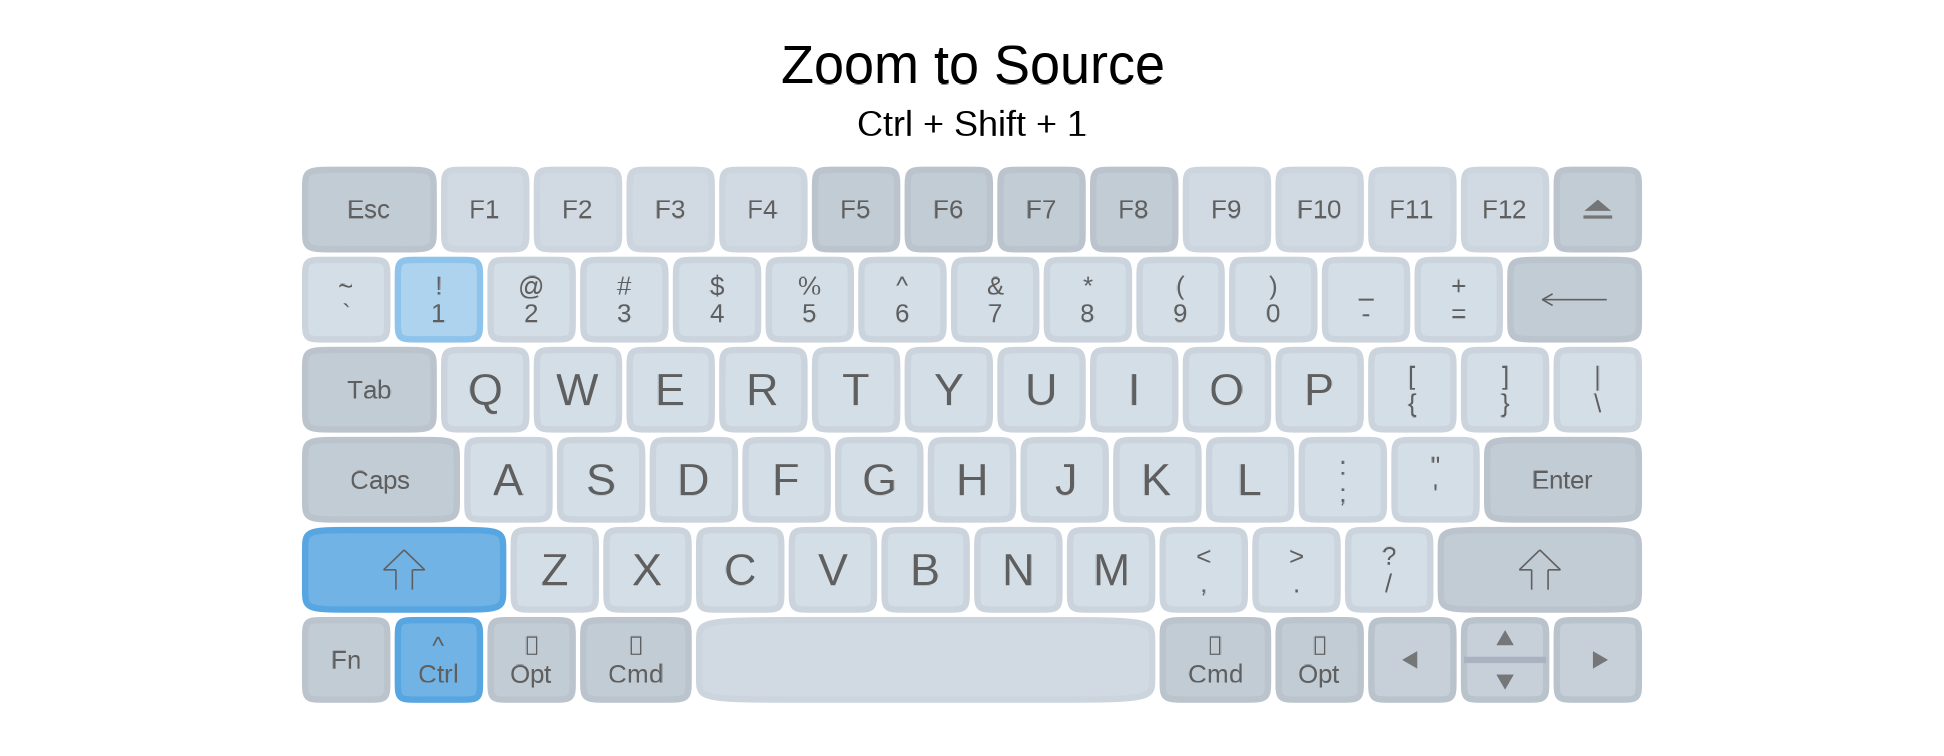 Zoom to Source
Ctrl + Shift + 1
Esc F1 F2 F3 F4 F5 F6 F7 F8 F9 F10 F11 F12
~ ! @ # $ % ^ & * ( ) _ +
` 1 2 3 4 5 6 7 8 9 0 - =
Tab Q W E R T Y U I O P [ ] |
{ } \
Caps A S D F G H J K L : " Enter
; '
Z X C V B N M < > ?
, . /
^
Fn Ctrl Opt Cmd Cmd Opt